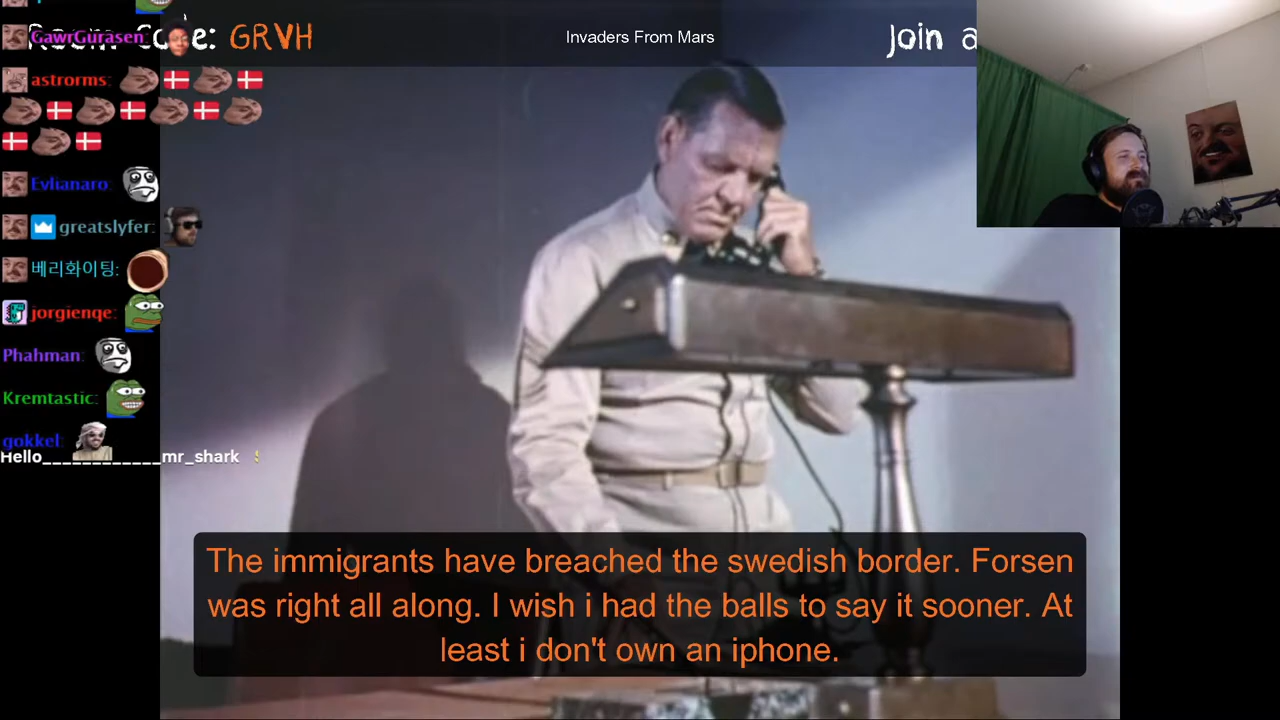 Room Code: GRVH
Invaders From Mars
Join a
GawrGurasen
astrorms:
Evlianaro:
greatslyfer:
베리화이팅:
jorgienqe:
Phahman:
Kremtastic:
gokkel:
Hello____________mr_shark
The immigrants have breached the swedish border. Forsen
was right all along. I wish i had the balls to say it sooner. At
least i don't own an iphone.